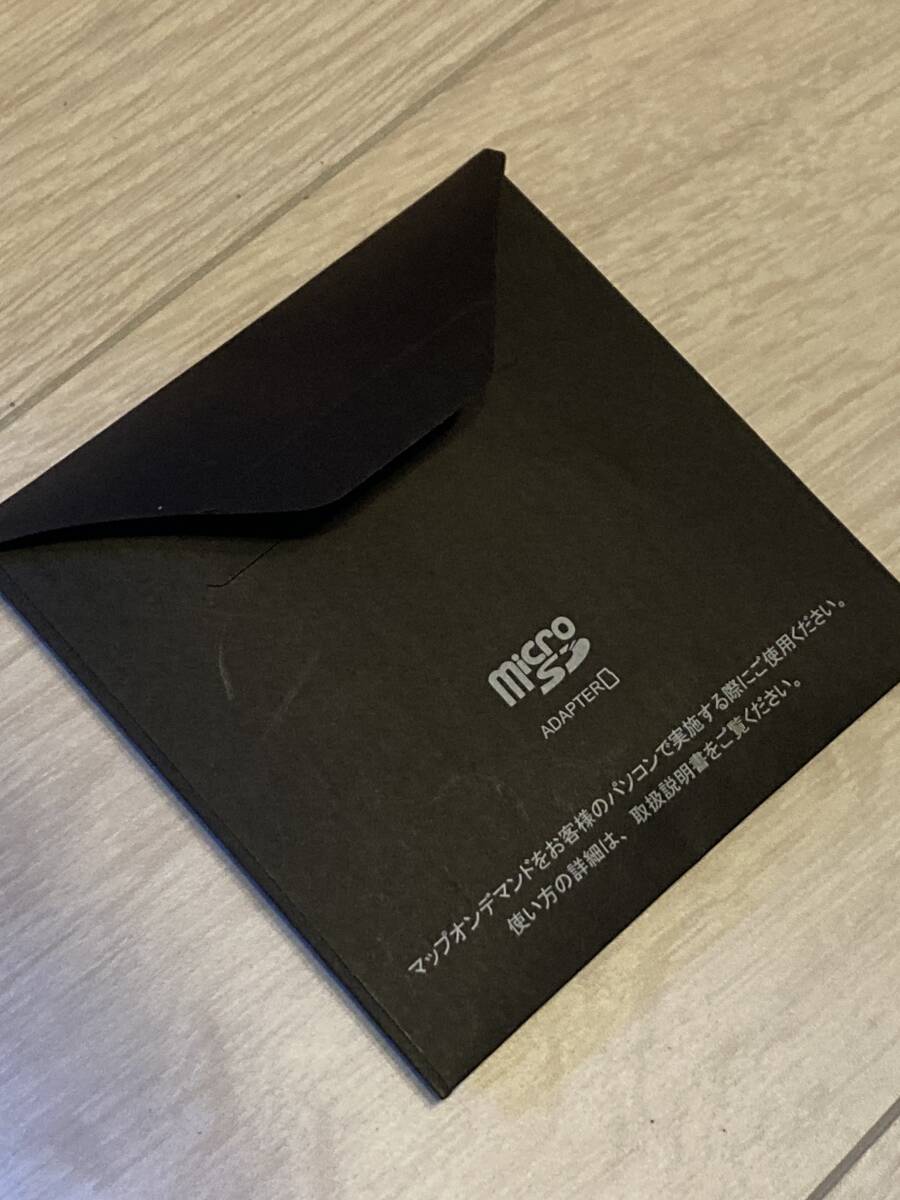 micro
SD
ADAPTER
マップオンデマンドをお客様のパソコンで実施する際にご使用ください。
使い方の詳細は、取扱説明書をご覧ください。